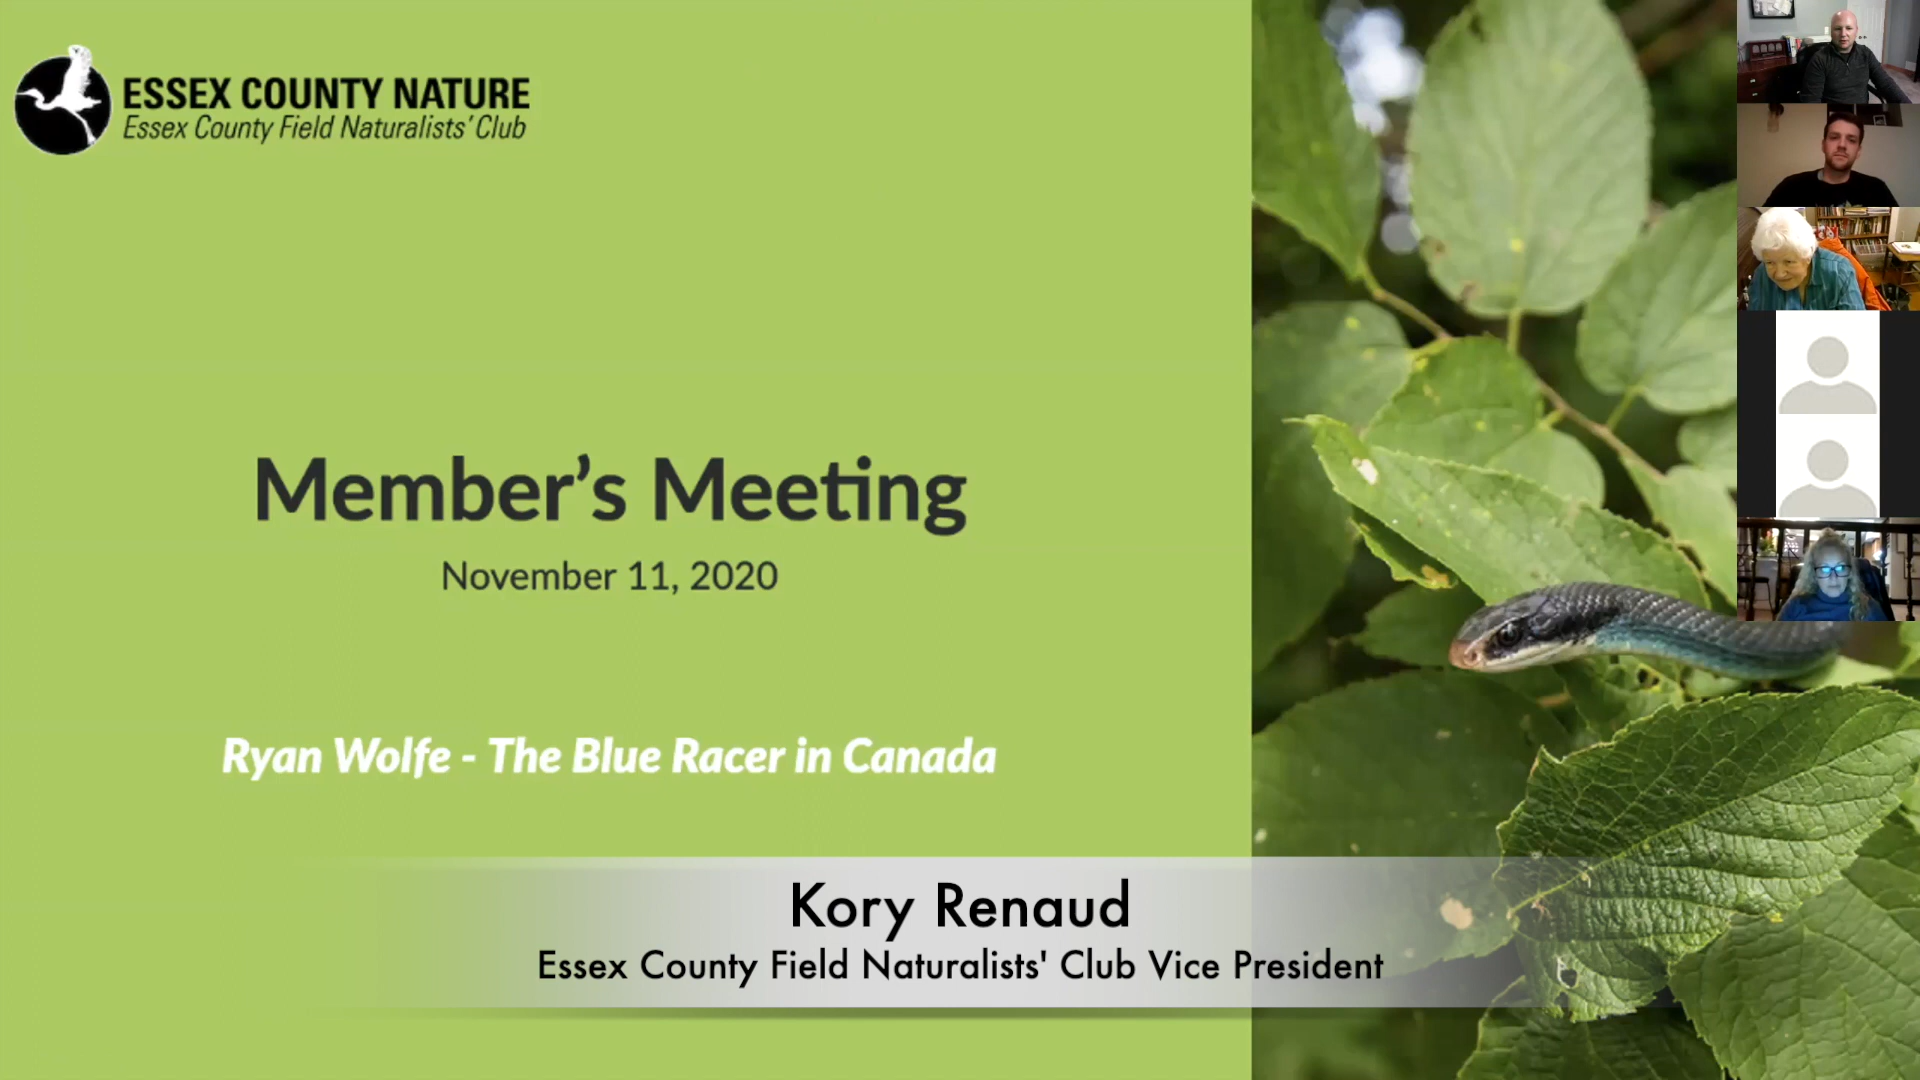 ESSEX COUNTY NATURE
Essex County Field Naturalists' Club
Member's Meeting
November 11, 2020
Ryan Wolfe - The Blue Racer in Canada
Kory Renaud
Essex County Field Naturalists' Club Vice President